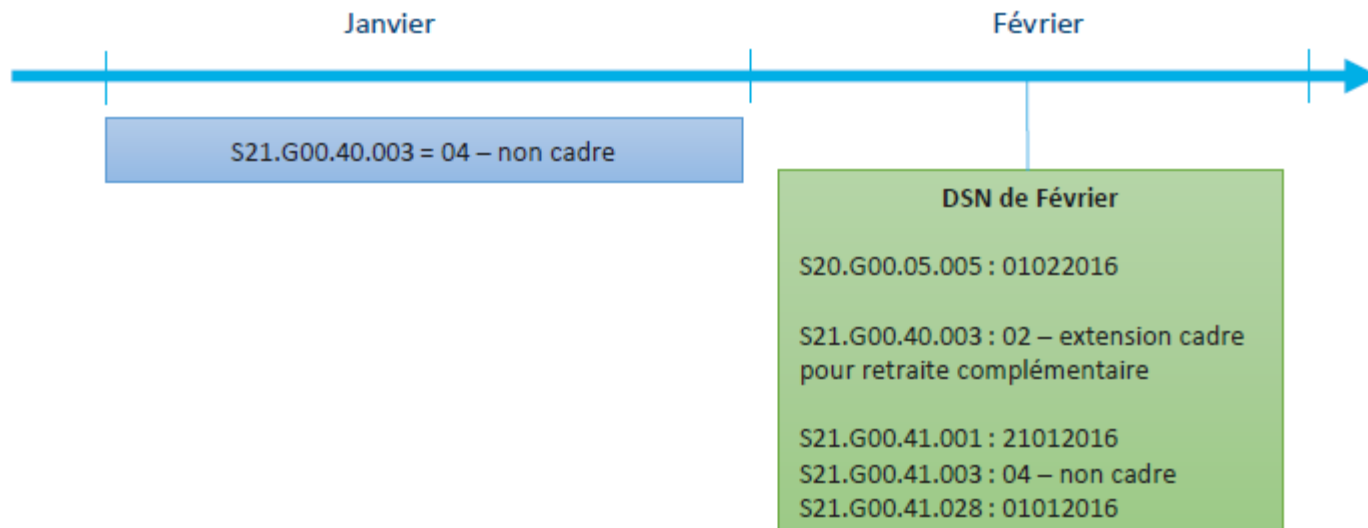 Janvier
Février
S21.G00.40.003 = 04 – non cadre
DSN de Février
S20.G00.05.005 : 01022016
S21.G00.40.003 : 02 – extension cadre
pour retraite complémentaire
S21.G00.41.001 : 21012016
S21.G00.41.003 : 04 – non cadre
S21.G00.41.028 : 01012016